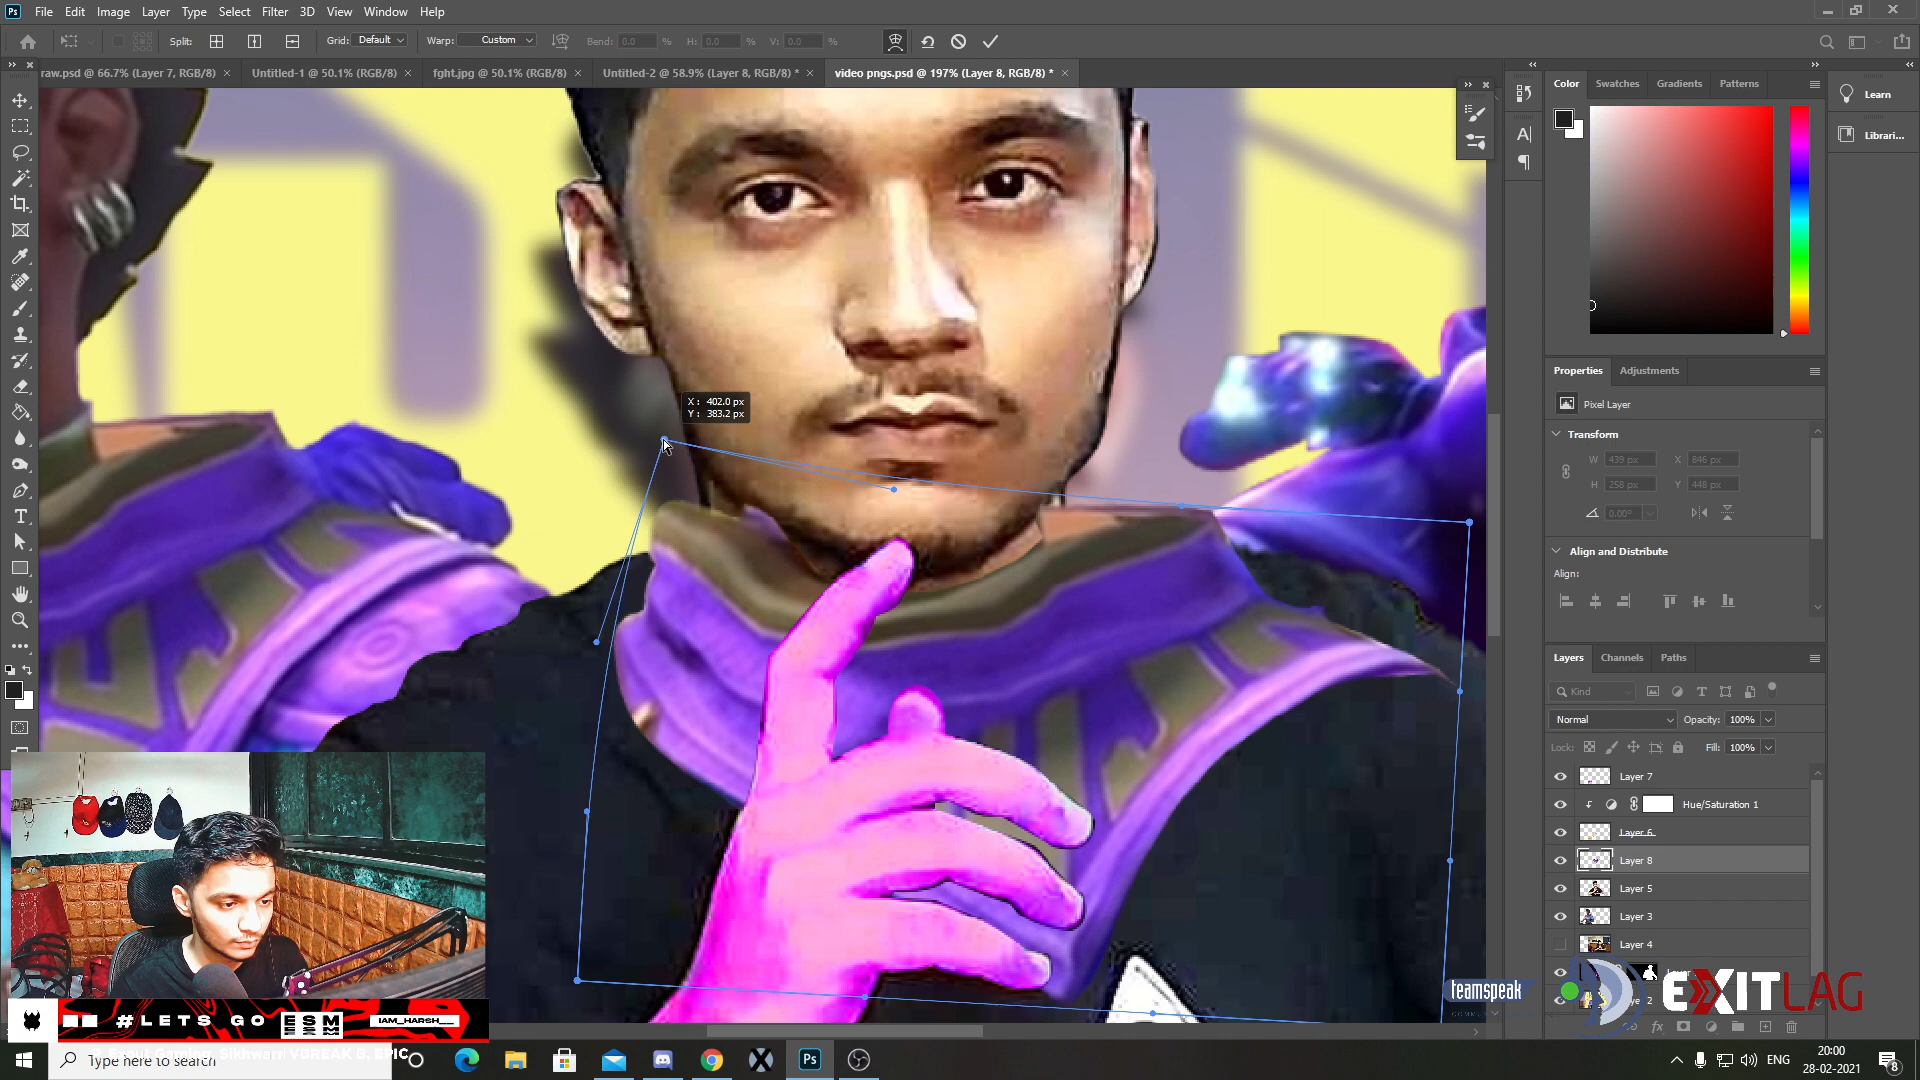 Ps File Edit Image Layer Type Select Filter 3D View Window Help
Split: Grid: Default Warp: Custom Bend: 0.0 % H: 0.0 % V: 0.0 %
raw.psd @ 66.7% (Layer 7, RGB/8) × Untitled-1 @ 50.1% (RGB/8) × fght.jpg @ 50.1% (RGB/8) × Untitled-2 @ 58.9% (Layer 8, RGB/8) * × video pngs.psd @ 197% (Layer 8, RGB/8) * ×
Color Swatches Gradients Patterns
Learn
Librari...
X : 402.0 px
Y : 383.2 px
Properties Adjustments
Pixel Layer
Transform
W 439 px X 846 px
H 258 px Y 448 px
0.00°
Align and Distribute
Align:
Layers Channels Paths
Kind
Normal Opacity: 100%
Lock: Fill: 100%
Layer 7
Hue/Saturation 1
Layer 6
Layer 8
Layer 5
Layer 3
Layer 4
teamspeak
EXITLAG
#LETS GO ESM IAM_HARSH__
Type here to search
VBREAK B, EPIC
Ps
ENG
20:00
28-02-2021
8